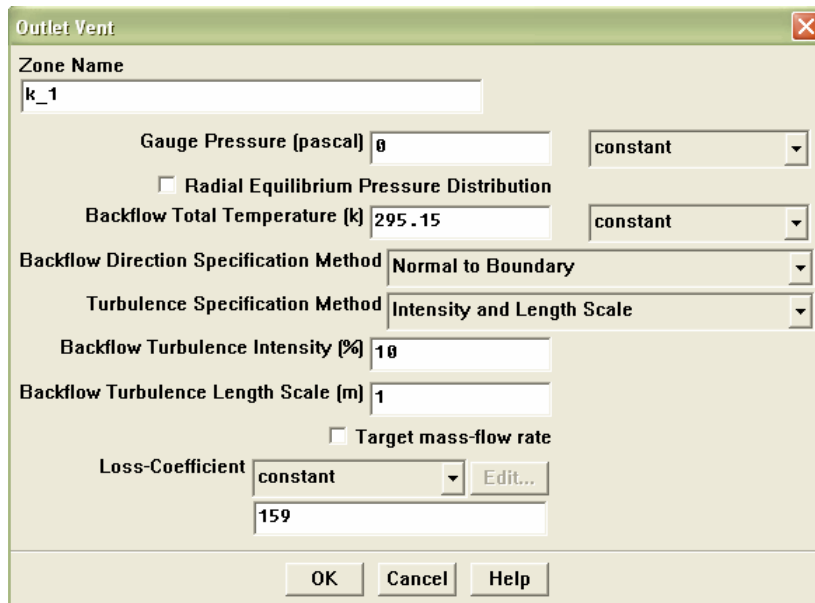 Outlet Vent
Zone Name
k_1
Gauge Pressure (pascal) 0 constant
Radial Equilibrium Pressure Distribution
Backflow Total Temperature (k) 295.15 constant
Backflow Direction Specification Method Normal to Boundary
Turbulence Specification Method Intensity and Length Scale
Backflow Turbulence Intensity (%) 10
Backflow Turbulence Length Scale (m) 1
Target mass-flow rate
Loss-Coefficient constant Edit...
159
OK Cancel Help